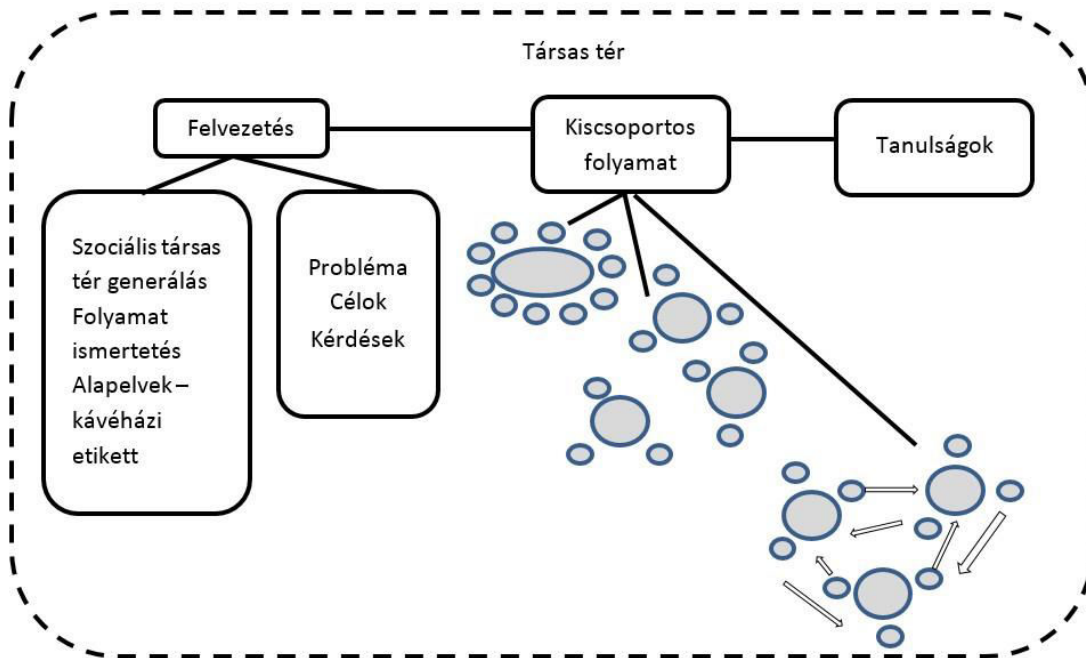 Társas tér
Felvezetés
Kiscsoportos
folyamat
Tanulságok
Szociális társas
tér generálás
Folyamat
ismertetés
Alapelvek –
kávéházi
etikett
Probléma
Célok
Kérdések